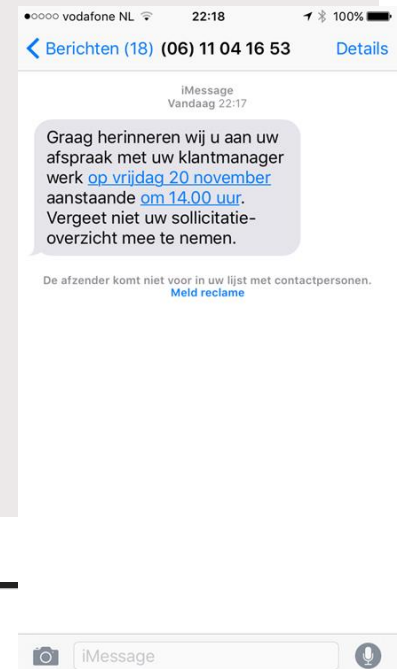 vodafone NL 22:18 100%
Berichten (18) (06) 11 04 16 53 Details
iMessage
Vandaag 22:17
Graag herinneren wij u aan uw
afspraak met uw klantmanager
werk op vrijdag 20 november
aanstaande om 14.00 uur.
Vergeet niet uw sollicitatie-
overzicht mee te nemen.
De afzender komt niet voor in uw lijst met contactpersonen.
Meld reclame
iMessage